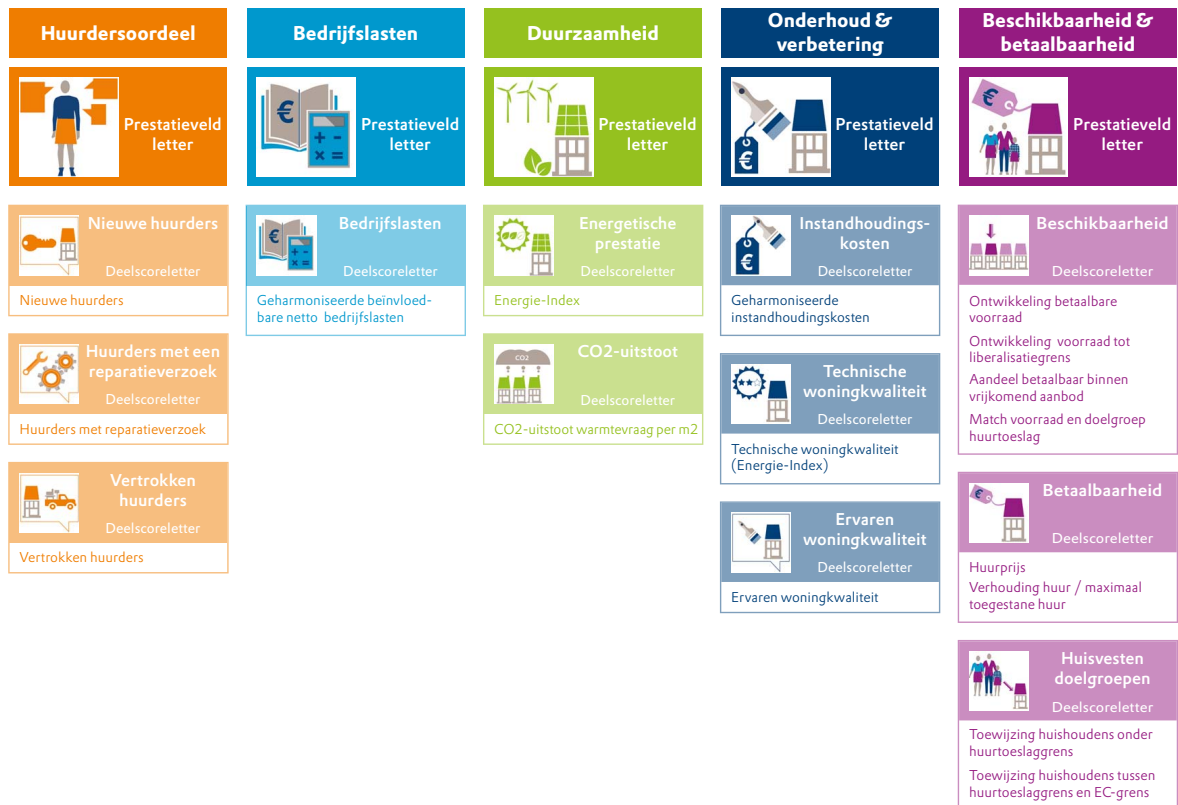 Huurdersoordeel
Prestatieveld
letter
Nieuwe huurders
Deelscoreletter
Nieuwe huurders
Huurders met een
reparatieverzoek
Deelscoreletter
Huurders met reparatieverzoek
Vertrokken
huurders
Deelscoreletter
Vertrokken huurders
Bedrijfslasten
€
Prestatieveld
letter
€
Bedrijfslasten
Deelscoreletter
Geharmoniseerde beïnvloed-
bare netto bedrijfslasten
Duurzaamheid
Prestatieveld
letter
Energetische
prestatie
Deelscoreletter
Energie-Index
CO2
CO2-uitstoot
Deelscoreletter
CO2-uitstoot warmtevraag per m2
Onderhoud &
verbetering
€
Prestatieveld
letter
€
Instandhoudings-
kosten
Deelscoreletter
Geharmoniseerde
instandhoudingskosten
Technische
woningkwaliteit
Deelscoreletter
Technische woningkwaliteit
(Energie-Index)
Ervaren
woningkwaliteit
Deelscoreletter
Ervaren woningkwaliteit
Beschikbaarheid &
betaalbaarheid
€
Prestatieveld
letter
Beschikbaarheid
Deelscoreletter
Ontwikkeling betaalbare
voorraad
Ontwikkeling voorraad tot
liberalisatiegrens
Aandeel betaalbaar binnen
vrijkomend aanbod
Match voorraad en doelgroep
huurtoeslag
€
Betaalbaarheid
Deelscoreletter
Huurprijs
Verhouding huur / maximaal
toegestane huur
Huisvesten
doelgroepen
Deelscoreletter
Toewijzing huishoudens onder
huurtoeslaggrens
Toewijzing huishoudens tussen
huurtoeslaggrens en EC-grens